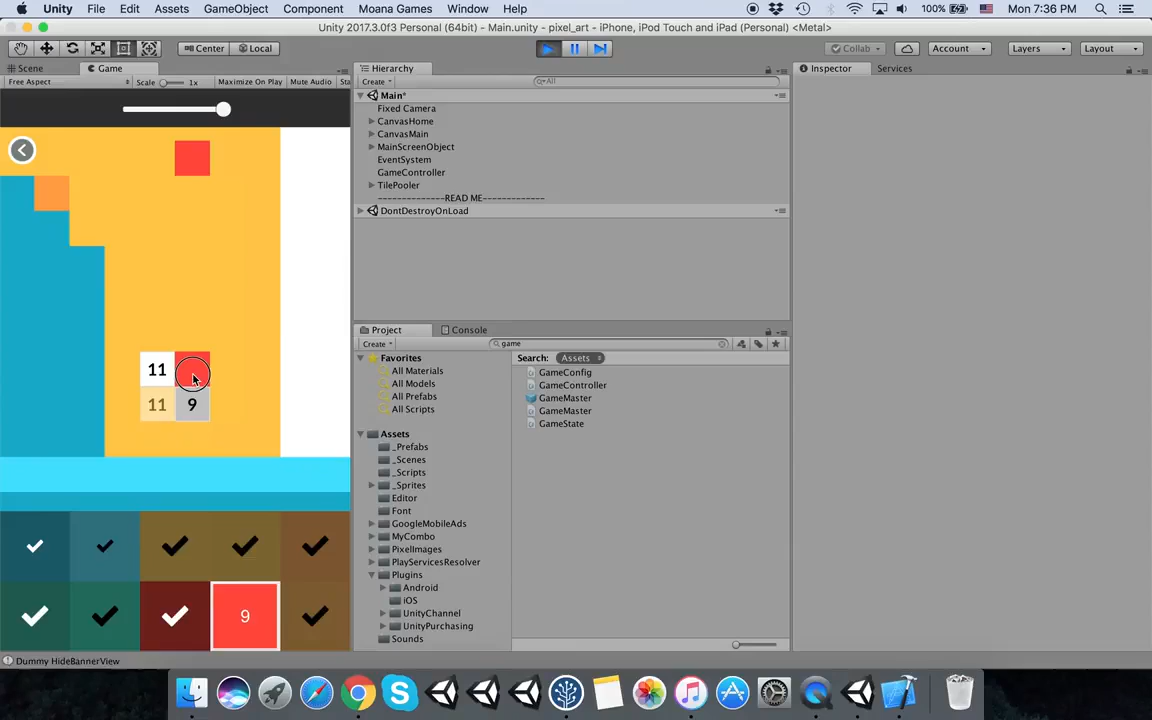 Unity File Edit Assets GameObject Component Moana Games Window Help 100% Mon 7:36 PM
Unity 2017.3.0f3 Personal (64bit) - Main.unity - pixel_art - iPhone, iPod Touch and iPad (Personal) <Metal>
Center Local Collab Account Layers Layout
Scene Game Hierarchy Inspector Services
Free Aspect Scale 1x Maximize On Play Mute Audio Sta Create All
Main*
Fixed Camera
CanvasHome
CanvasMain
MainScreenObject
EventSystem
GameController
TilePooler
--------------READ ME-------------
DontDestroyOnLoad
Project Console
Create game
Favorites Search: Assets
All Materials
All Models
All Prefabs
All Scripts
GameConfig
GameController
GameMaster
GameMaster
GameState
Assets
_Prefabs
_Scenes
_Scripts
_Sprites
Editor
Font
GoogleMobileAds
MyCombo
PixelImages
PlayServicesResolver
Plugins
Android
iOS
UnityChannel
UnityPurchasing
Sounds
11
11 9
9
Dummy HideBannerView